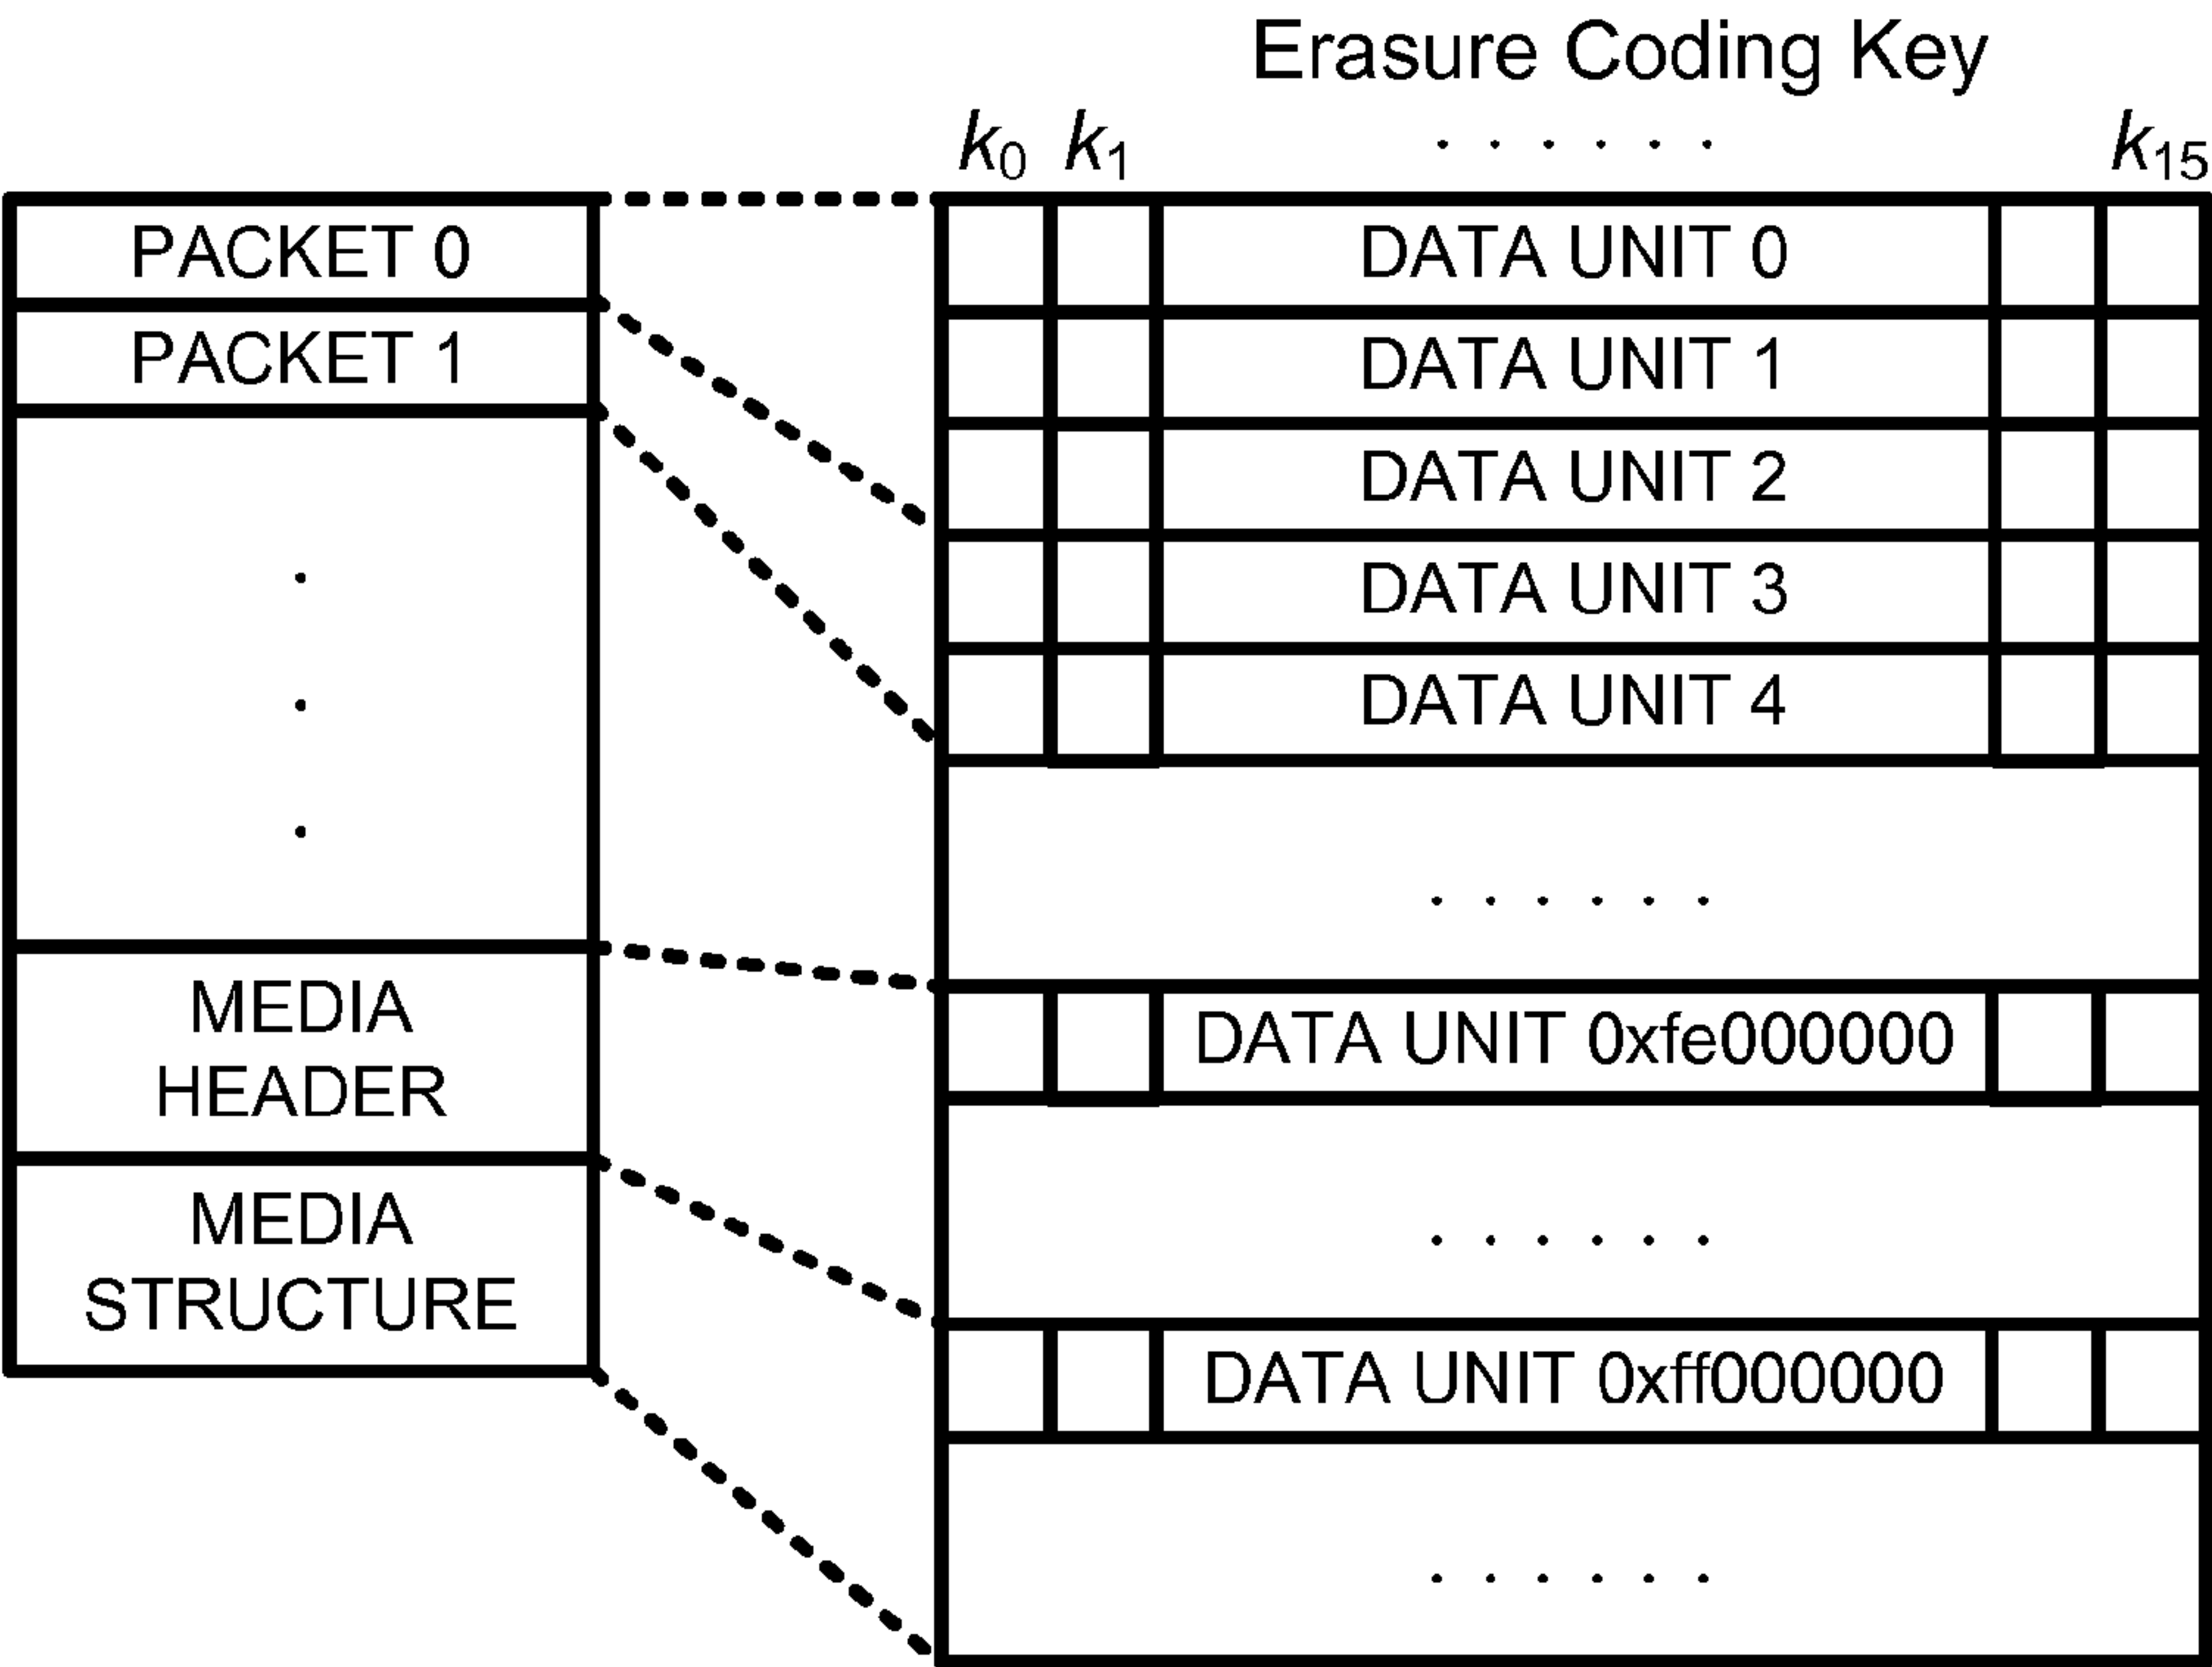 Erasure Coding Key
k0 k1 . . . . . . k15
PACKET 0
PACKET 1
.
.
.
MEDIA
HEADER
MEDIA
STRUCTURE
DATA UNIT 0
DATA UNIT 1
DATA UNIT 2
DATA UNIT 3
DATA UNIT 4
. . . . . .
DATA UNIT 0xfe000000
. . . . . .
DATA UNIT 0xff000000
. . . . . .